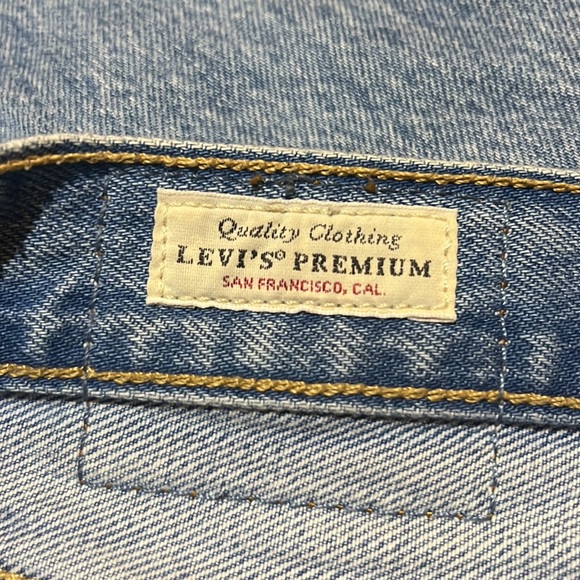 Quality Clothing
LEVI'S® PREMIUM
SAN FRANCISCO, CAL.